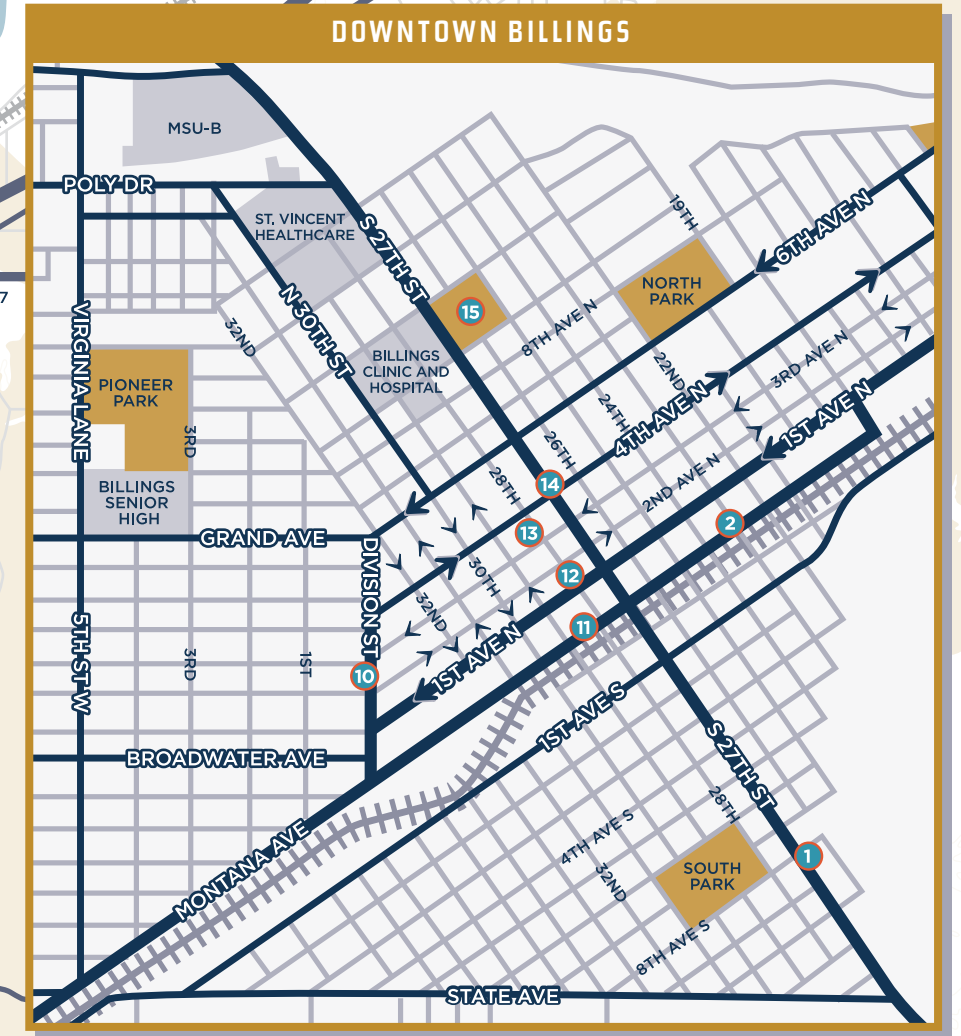 DOWNTOWN BILLINGS
MSU-B
POLY DR
ST. VINCENT
HEALTHCARE
S 27TH ST
19TH
6TH AVE N
NORTH
PARK
15
7
VIRGINIA LANE
32ND
N 30TH ST
8TH AVE N
BILLINGS
CLINIC AND
HOSPITAL
22ND
3RD AVE N
PIONEER
PARK
3RD
24TH
4TH AVE N
1ST AVE N
26TH
28TH
14
2ND AVE N
BILLINGS
SENIOR
HIGH
GRAND AVE
13
2
DIVISION ST
30TH
12
32ND
11
5TH ST W
3RD
1ST
10
1ST AVE N
1ST AVE S
BROADWATER AVE
S 27TH ST
28TH
MONTANA AVE
4TH AVE S
32ND
SOUTH
PARK
1
8TH AVE S
STATE AVE